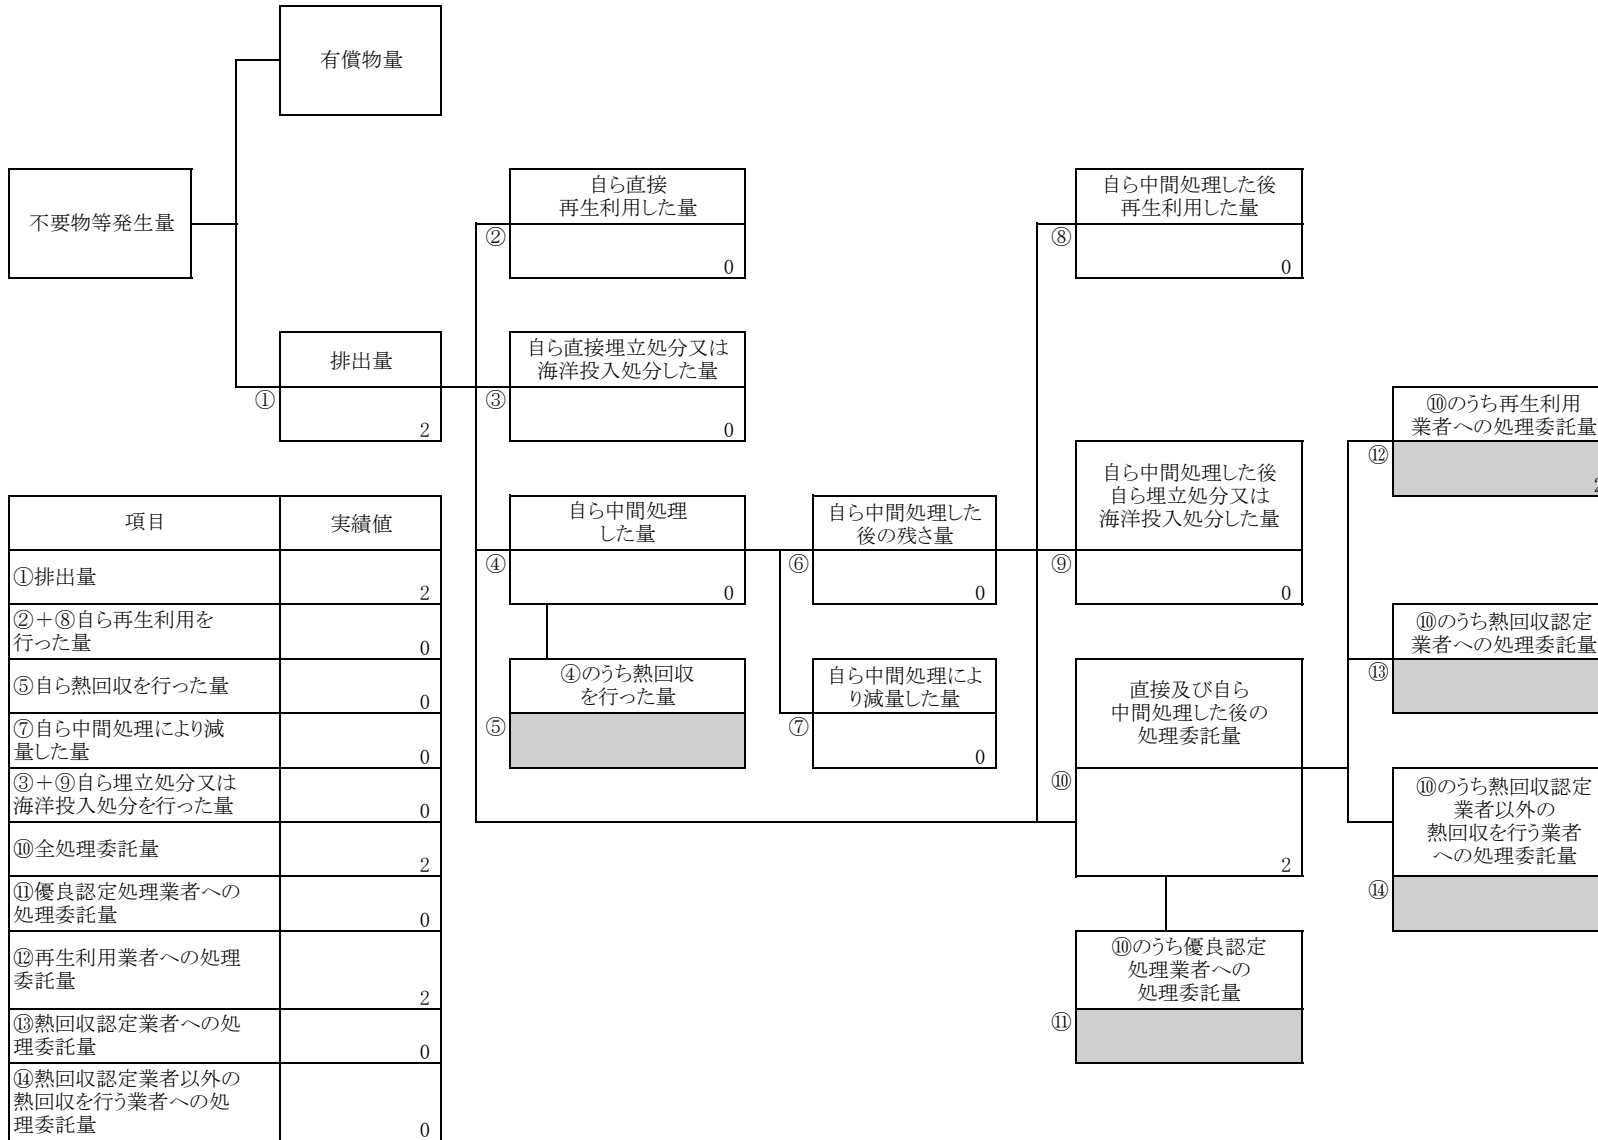 有償物量
不要物等発生量
自ら直接
再生利用した量
②
0
自ら中間処理した後
再生利用した量
⑧
0
排出量
①
2
自ら直接埋立処分又は
海洋投入処分した量
③
0
⑩のうち再生利用
業者への処理委託量
⑫
自ら中間処理
した量
④
0
自ら中間処理した
後の残さ量
⑥
0
自ら中間処理した後
自ら埋立処分又は
海洋投入処分した量
⑨
0
④のうち熱回収
を行った量
⑤
自ら中間処理によ
り減量した量
⑦
0
直接及び自ら
中間処理した後の
処理委託量
⑩
2
⑩のうち熱回収認定
業者への処理委託量
⑬
⑩のうち熱回収認定
業者以外の
熱回収を行う業者
への処理委託量
⑭
⑩のうち優良認定
処理業者への
処理委託量
⑪
項目 実績値
①排出量 2
②+⑧自ら再生利用を
行った量 0
⑤自ら熱回収を行った量 0
⑦自ら中間処理により減
量した量 0
③+⑨自ら埋立処分又は
海洋投入処分を行った量 0
⑩全処理委託量 2
⑪優良認定処理業者への
処理委託量 0
⑫再生利用業者への処理
委託量 2
⑬熱回収認定業者への処
理委託量 0
⑭熱回収認定業者以外の
熱回収を行う業者への処
理委託量 0